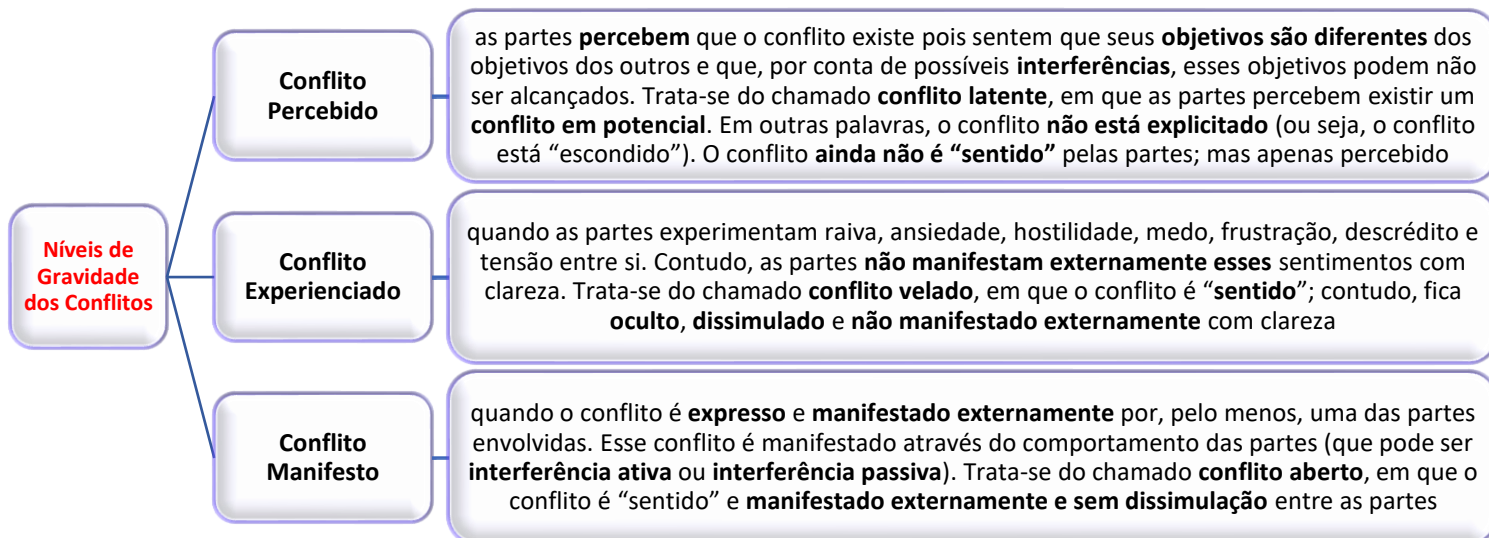 Níveis de
Gravidade
dos Conflitos
Conflito
Percebido
as partes percebem que o conflito existe pois sentem que seus objetivos são diferentes dos
objetivos dos outros e que, por conta de possíveis interferências, esses objetivos podem não
ser alcançados. Trata-se do chamado conflito latente, em que as partes percebem existir um
conflito em potencial. Em outras palavras, o conflito não está explicitado (ou seja, o conflito
está “escondido”). O conflito ainda não é “sentido” pelas partes; mas apenas percebido
Conflito
Experienciado
quando as partes experimentam raiva, ansiedade, hostilidade, medo, frustração, descrédito e
tensão entre si. Contudo, as partes não manifestam externamente esses sentimentos com
clareza. Trata-se do chamado conflito velado, em que o conflito é “sentido”; contudo, fica
oculto, dissimulado e não manifestado externamente com clareza
Conflito
Manifesto
quando o conflito é expresso e manifestado externamente por, pelo menos, uma das partes
envolvidas. Esse conflito é manifestado através do comportamento das partes (que pode ser
interferência ativa ou interferência passiva). Trata-se do chamado conflito aberto, em que o
conflito é “sentido” e manifestado externamente e sem dissimulação entre as partes